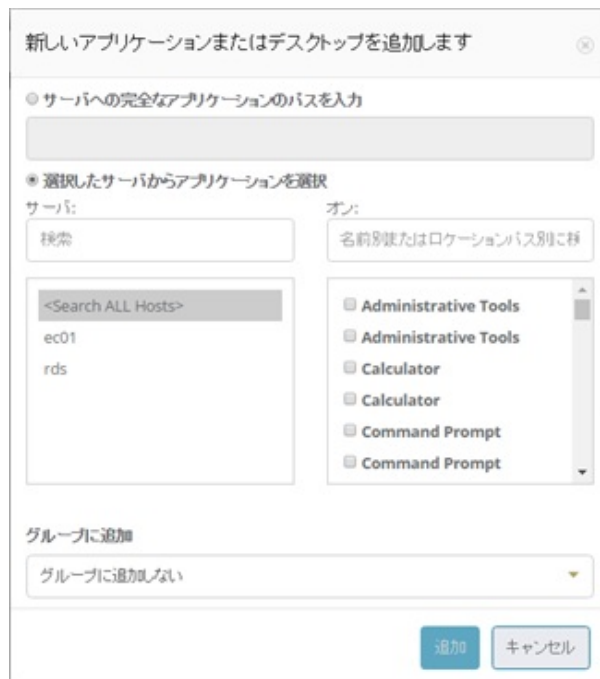 新しいアプリケーションまたはデスクトップを追加します
サーバへの完全なアプリケーションのパスを入力
選択したサーバからアプリケーションを選択
サーバ:
オン:
検索
名前別またはロケーションパス別に検
<Search ALL Hosts>
ec01
rds
Administrative Tools
Administrative Tools
Calculator
Calculator
Command Prompt
Command Prompt
グループに追加
グループに追加しない
追加
キャンセル